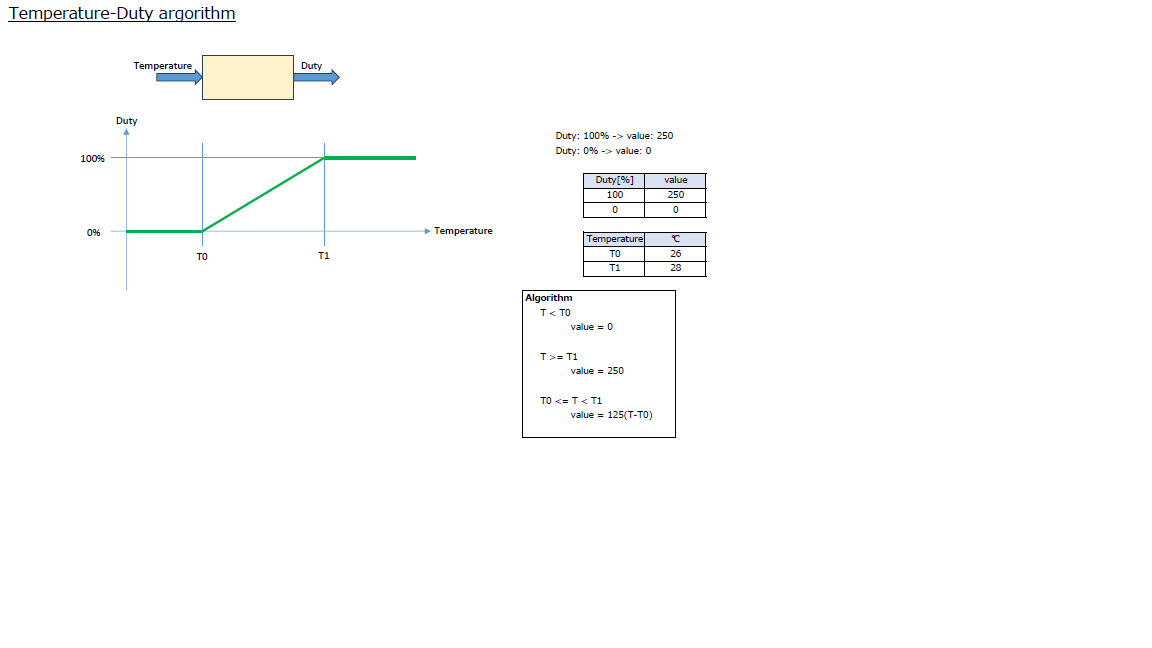 Temperature-Duty argorithm
Temperature
Duty
Duty
100%
0%
Temperature
T0
T1
Duty: 100% -> value: 250
Duty: 0% -> value: 0
Duty[%] value
100 250
0 0
Temperature ℃
T0 26
T1 28
Algorithm
T < T0
value = 0
T >= T1
value = 250
T0 <= T < T1
value = 125(T-T0)